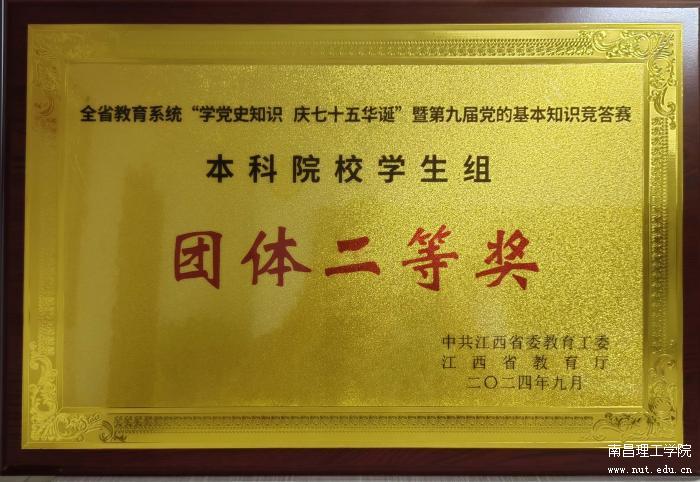 全省教育系统“学党史知识 庆七十五华诞”暨第九届党的基本知识竞答赛
本科院校学生组
团体二等奖
中共江西省委教育工委
江西省教育厅
二〇二四年九月
南昌理工学院
www.nut.edu.cn